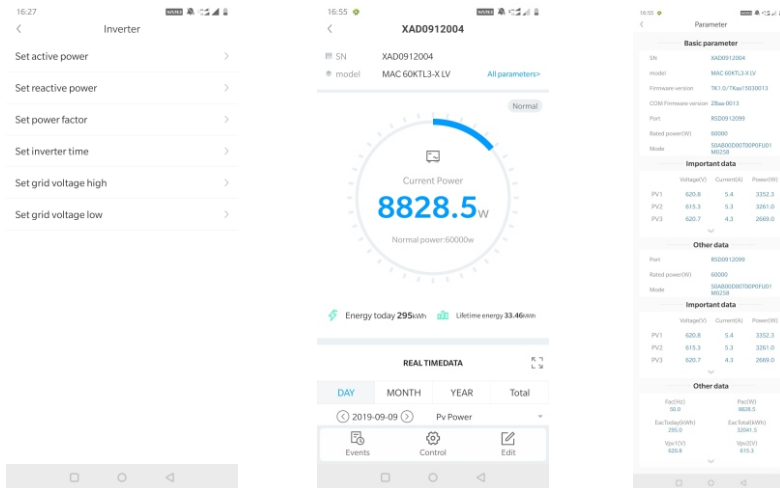 16:27
Inverter
Set active power
Set reactive power
Set power factor
Set inverter time
Set grid voltage high
Set grid voltage low
16:55
XAD0912004
SN XAD0912004
model MAC 60KTL3-X LV All parameters>
Normal
Current Power
8828.5w
Normal power:60000w
Energy today 295kWh Lifetime energy 33.46MWh
REAL TIMEDATA
DAY MONTH YEAR Total
2019-09-09 Pv Power
Events Control Edit
16:55
Parameter
Basic parameter
SN XAD0912004
model MAC 60KTL3-X LV
Firmware version
COM Firmware version
Port RSD0912099
Rated power(W) 60000
Mode
Important data
Voltage(V) Current(A) Power(W)
PV1 620.8 5.4 3352.3
PV2 615.3 5.3 3261.0
PV3 620.7 4.3 2669.0
Other data
Port RSD0912099
Rated power(W) 60000
Mode
Important data
Voltage(V) Current(A) Power(W)
PV1 620.8 5.4 3352.3
PV2 615.3 5.3 3261.0
PV3 620.7 4.3 2669.0
Other data
Fac(Hz) Pac(W)
50.0 8828.5
EacToday(kWh) EacTotal(kWh)
295.0
Vpv1(V) Vpv2(V)
620.8 615.3